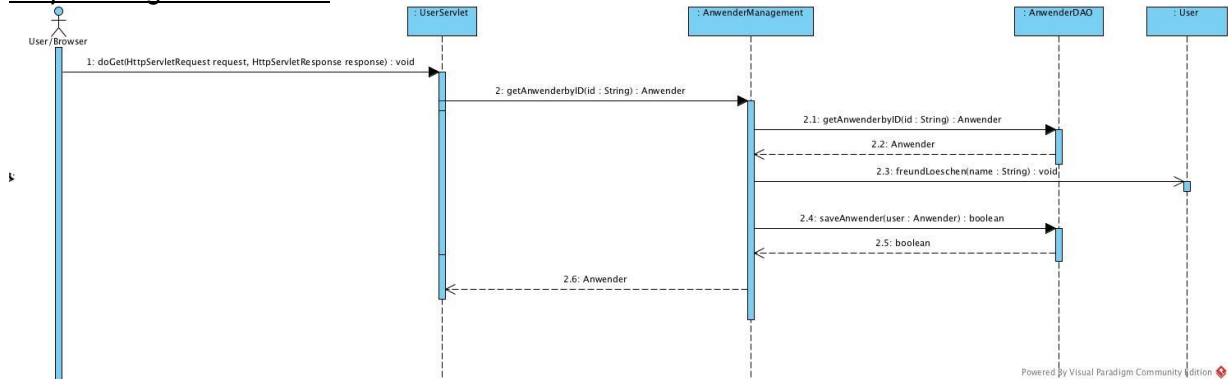 : UserServlet
: AnwenderManagement
: AnwenderDAO
: User
User/Browser
1: doGet(HttpServletRequest request, HttpServletResponse response) : void
2: getAnwenderbyID(id : String) : Anwender
2.1: getAnwenderbyID(id : String) : Anwender
2.2: Anwender
2.3: freundLoeschen(name : String) : void
2.4: saveAnwender(user : Anwender) : boolean
2.5: boolean
2.6: Anwender
Powered By Visual Paradigm Community Edition